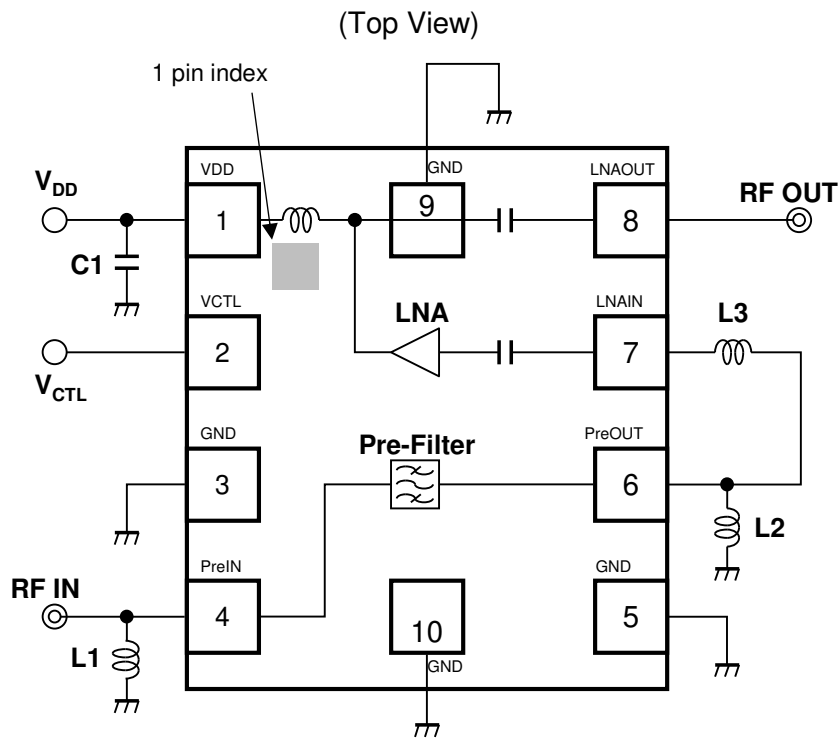 (Top View)
1 pin index
VDD
GND
LNAOUT
V_DD
RF OUT
1
9
8
C1
VCTL
LNA
LNAIN
L3
2
7
V_CTL
GND
Pre-Filter
PreOUT
3
6
L2
PreIN
GND
RF IN
4
10
5
L1
GND